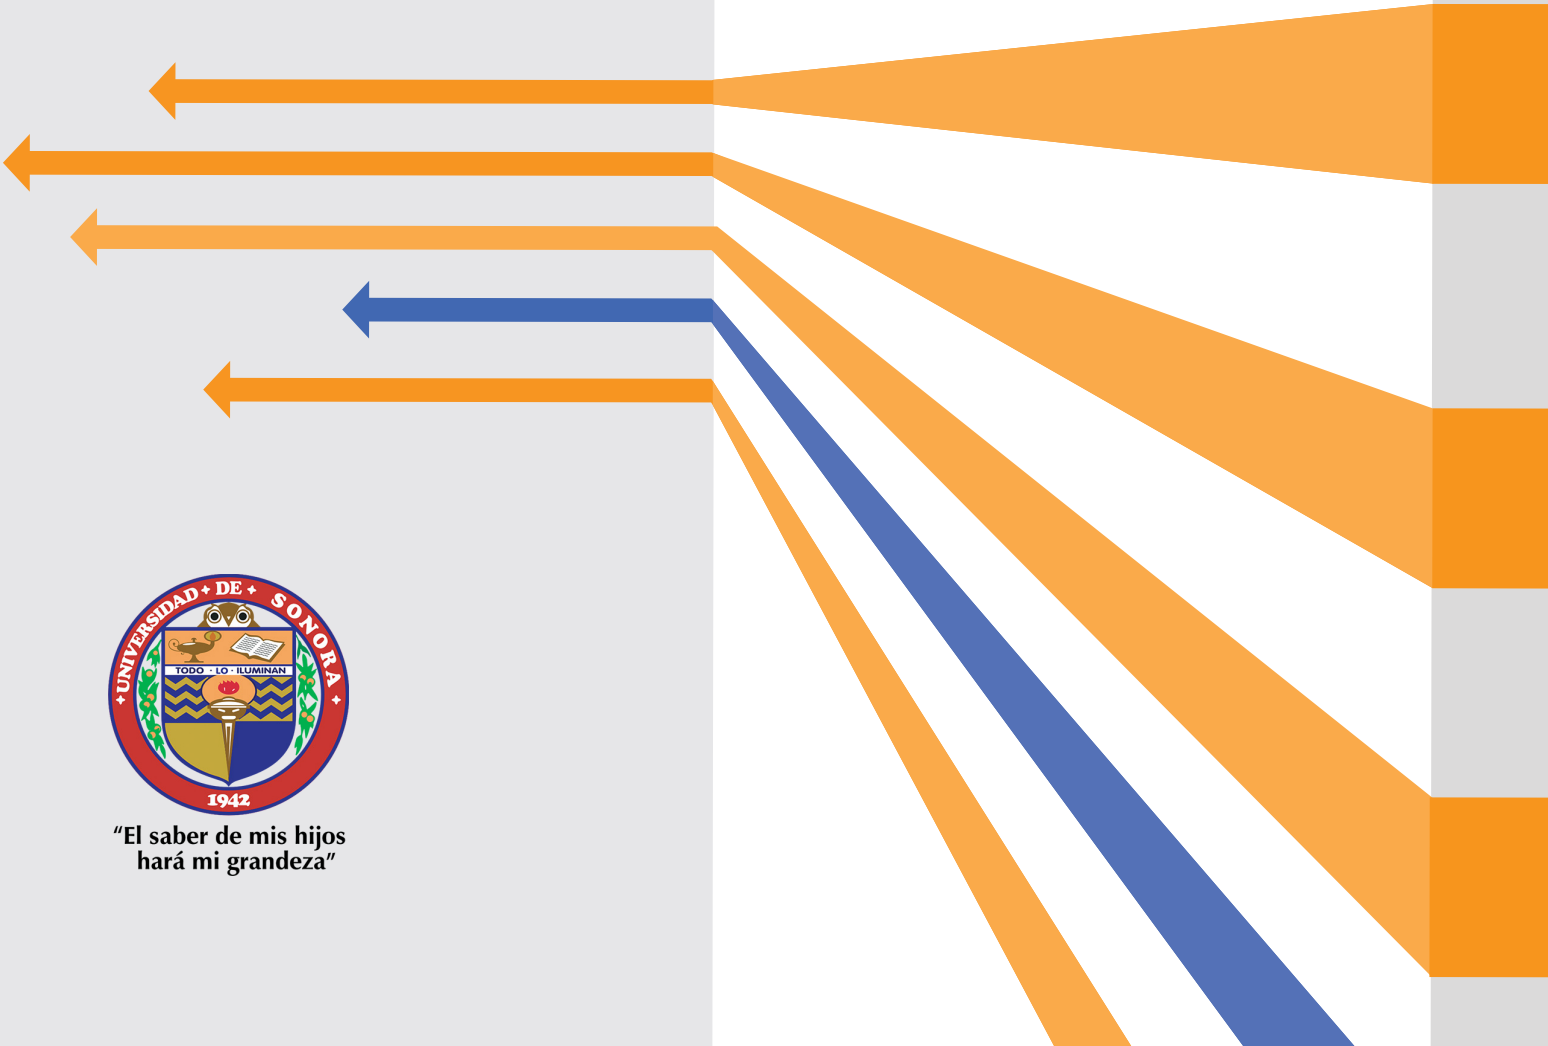 UNIVERSIDAD DE SONORA
TODO · LO · ILUMINAN
1942
“El saber de mis hijos
hará mi grandeza”